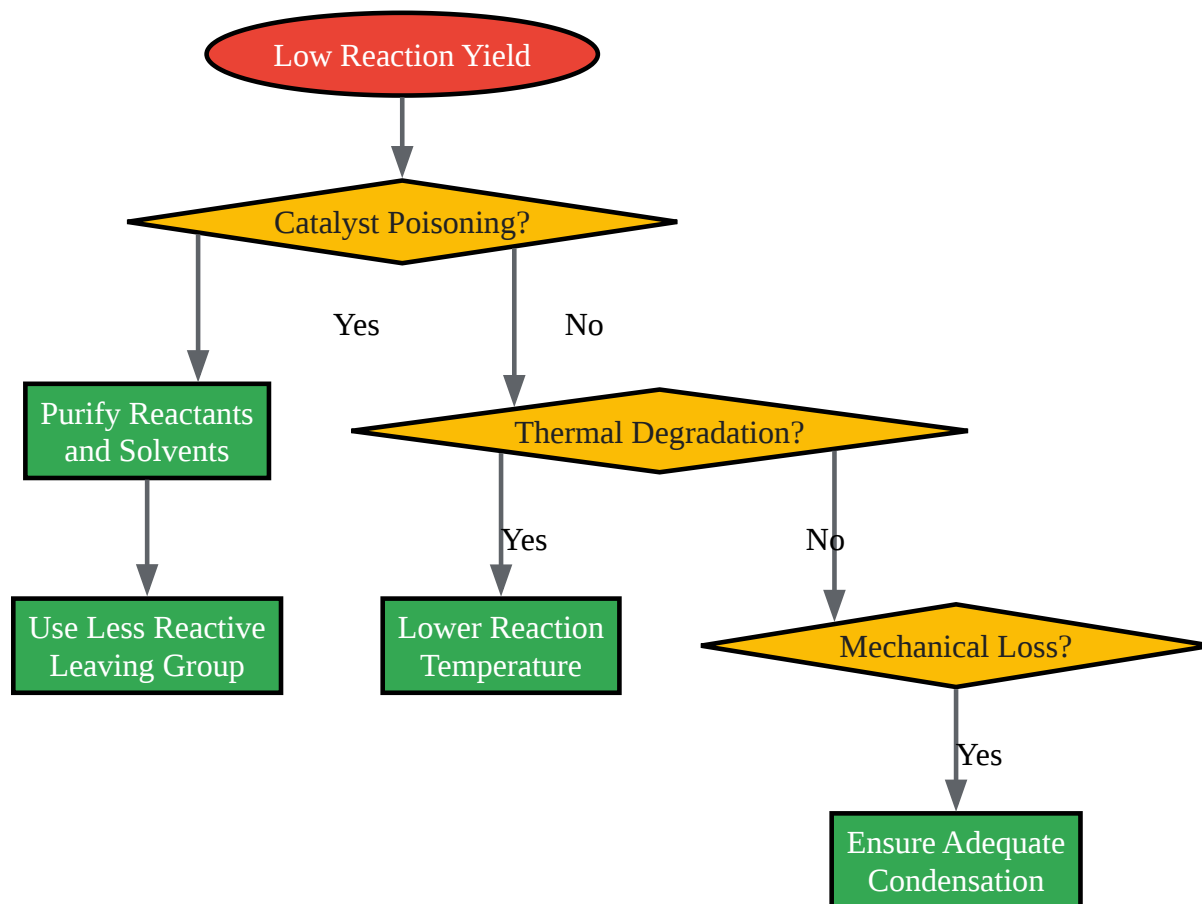 Low Reaction Yield
Catalyst Poisoning?
Yes
No
Purify Reactants
and Solvents
Thermal Degradation?
Yes
No
Use Less Reactive
Leaving Group
Lower Reaction
Temperature
Mechanical Loss?
Yes
Ensure Adequate
Condensation